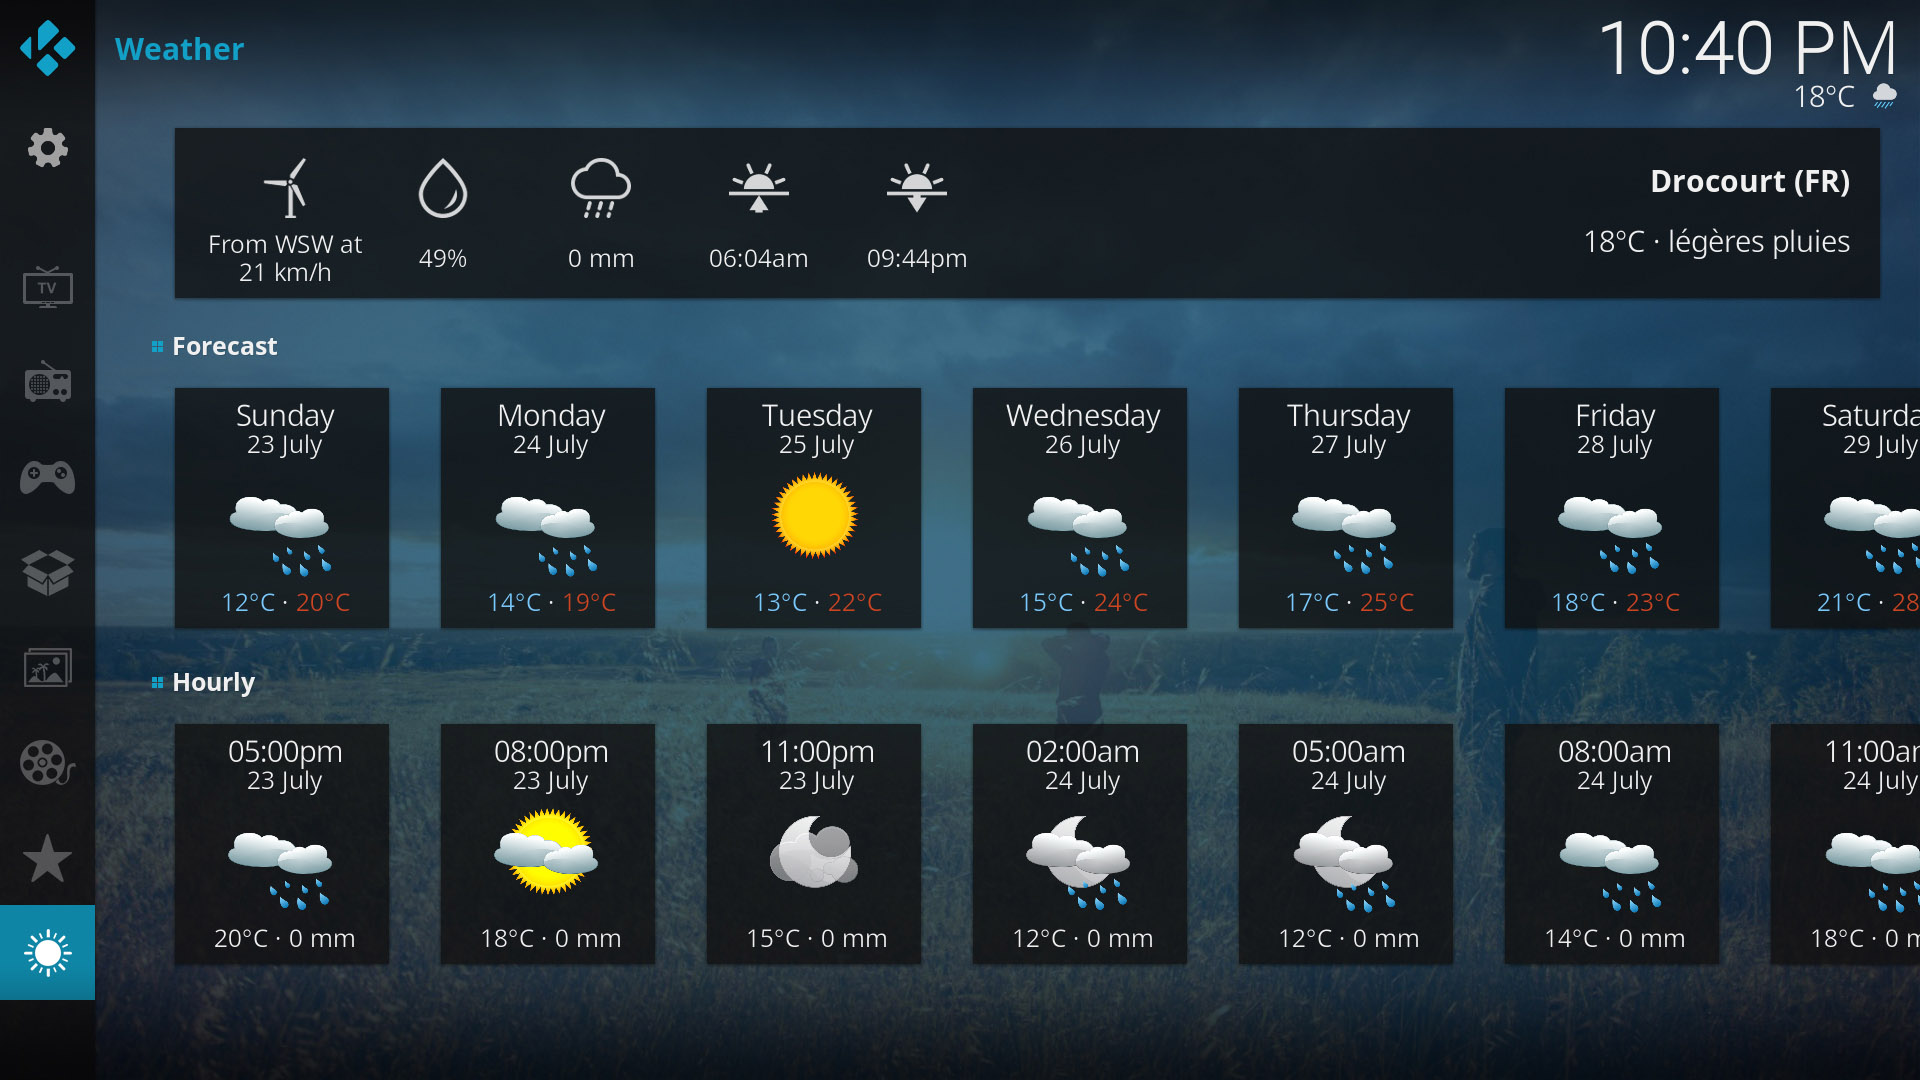 Weather
10:40 PM
18°C
From WSW at
21 km/h
49%
0 mm
06:04am
09:44pm
Drocourt (FR)
18°C · légères pluies
TV
Forecast
Sunday
23 July
12°C · 20°C
Monday
24 July
14°C · 19°C
Tuesday
25 July
13°C · 22°C
Wednesday
26 July
15°C · 24°C
Thursday
27 July
17°C · 25°C
Friday
28 July
18°C · 23°C
Saturda
29 July
21°C · 28
Hourly
05:00pm
23 July
20°C · 0 mm
08:00pm
23 July
18°C · 0 mm
11:00pm
23 July
15°C · 0 mm
02:00am
24 July
12°C · 0 mm
05:00am
24 July
12°C · 0 mm
08:00am
24 July
14°C · 0 mm
11:00a
24 July
18°C · 0